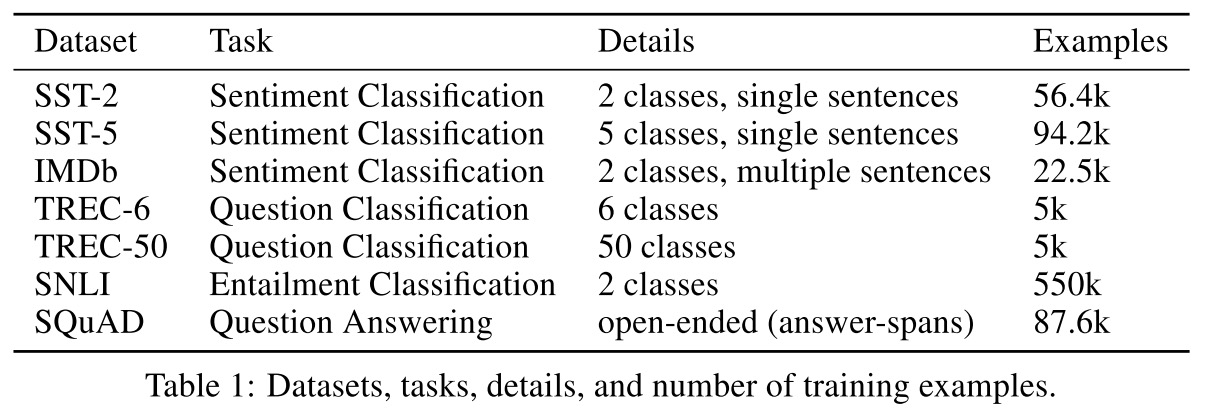 Dataset Task Details Examples
SST-2 Sentiment Classification 2 classes, single sentences 56.4k
SST-5 Sentiment Classification 5 classes, single sentences 94.2k
IMDb Sentiment Classification 2 classes, multiple sentences 22.5k
TREC-6 Question Classification 6 classes 5k
TREC-50 Question Classification 50 classes 5k
SNLI Entailment Classification 2 classes 550k
SQuAD Question Answering open-ended (answer-spans) 87.6k
Table 1: Datasets, tasks, details, and number of training examples.